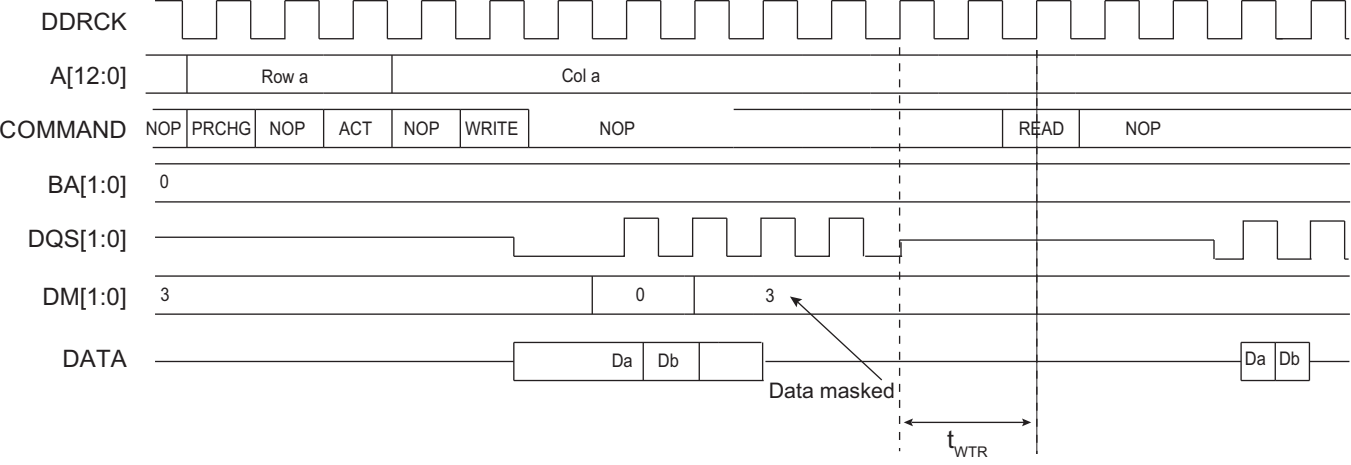 DDRCK
A[12:0] Row a Col a
COMMAND NOP PRCHG NOP ACT NOP WRITE NOP READ NOP
BA[1:0] 0
DQS[1:0]
DM[1:0] 3 0 3
DATA Da Db Da Db
Data masked
tWTR